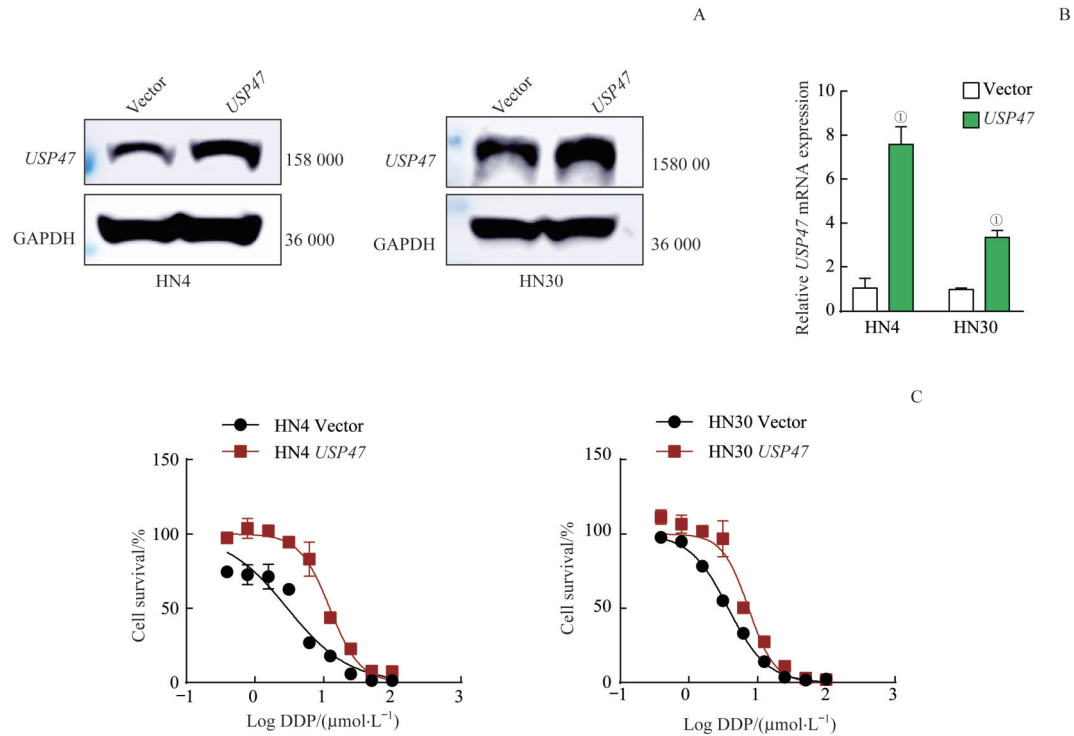 A
B
Vector
USP47
USP47
158 000
GAPDH
36 000
HN4
Vector
USP47
USP47
1580 00
GAPDH
36 000
HN30
Vector
USP47
Relative USP47 mRNA expression
10
8
6
4
2
0
①
①
HN4
HN30
C
HN4 Vector
HN4 USP47
Cell survival/%
150
100
50
0
−1
0
1
2
3
Log DDP/(μmol·L⁻¹)
HN30 Vector
HN30 USP47
Cell survival/%
150
100
50
0
−1
0
1
2
3
Log DDP/(μmol·L⁻¹)